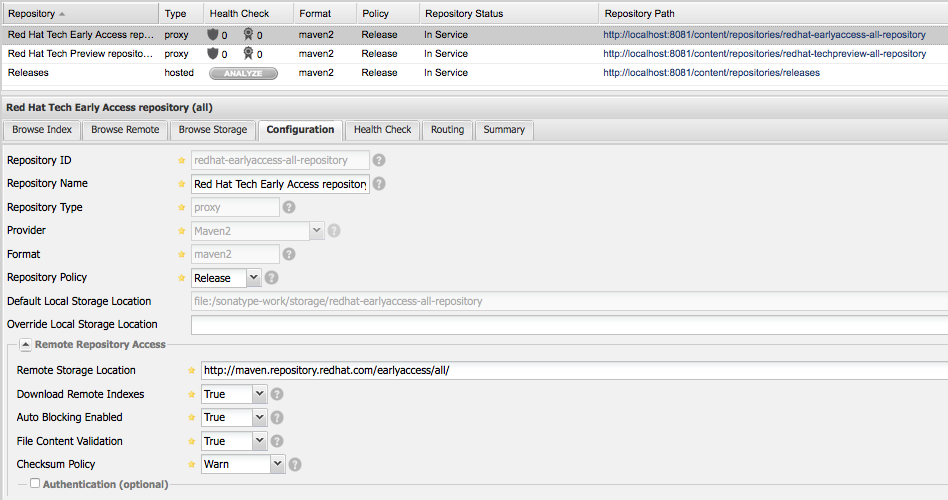 Repository Type Health Check Format Policy Repository Status Repository Path
Red Hat Tech Early Access rep... proxy 0 0 maven2 Release In Service http://localhost:8081/content/repositories/redhat-earlyaccess-all-repository
Red Hat Tech Preview reposito... proxy 0 0 maven2 Release In Service http://localhost:8081/content/repositories/redhat-techpreview-all-repository
Releases hosted ANALYZE maven2 Release In Service http://localhost:8081/content/repositories/releases
Red Hat Tech Early Access repository (all)
Browse Index Browse Remote Browse Storage Configuration Health Check Routing Summary
Repository ID redhat-earlyaccess-all-repository ?
Repository Name Red Hat Tech Early Access repository ?
Repository Type proxy ?
Provider Maven2 ?
Format maven2 ?
Repository Policy Release ?
Default Local Storage Location file:/sonatype-work/storage/redhat-earlyaccess-all-repository
Override Local Storage Location
Remote Repository Access
Remote Storage Location http://maven.repository.redhat.com/earlyaccess/all/
Download Remote Indexes True ?
Auto Blocking Enabled True ?
File Content Validation True ?
Checksum Policy Warn ?
Authentication (optional)